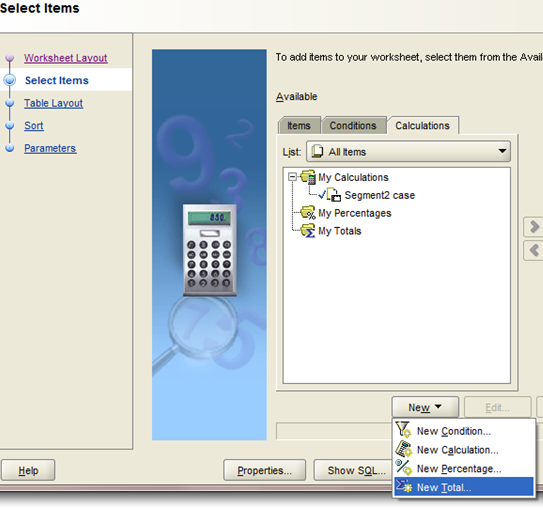 Select Items
Worksheet Layout
Select Items
Table Layout
Sort
Parameters
To add items to your worksheet, select them from the Avail
Available
Items Conditions Calculations
List: All Items
My Calculations
Segment2 case
My Percentages
My Totals
New Edit...
New Condition...
New Calculation...
New Percentage...
New Total...
Help Properties... Show SQL...